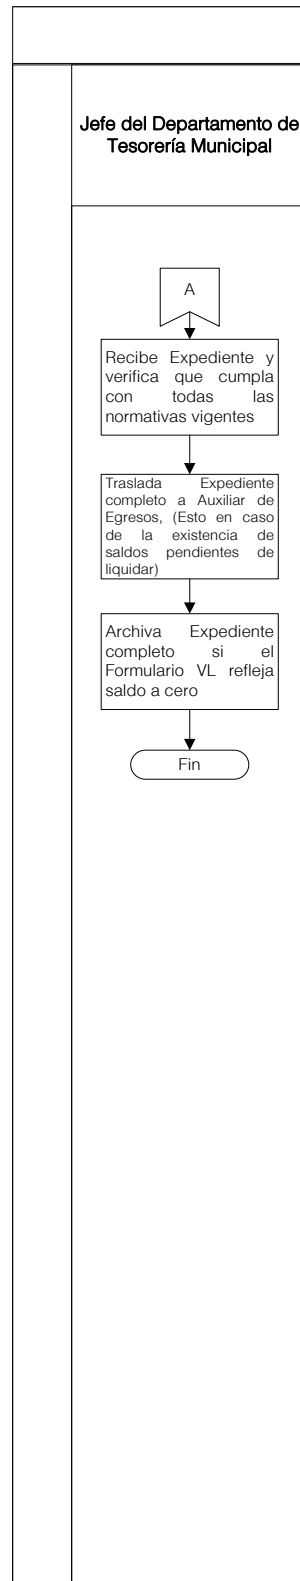 Jefe del Departamento de
Tesorería Municipal
A
Recibe Expediente y
verifica que cumpla
con todas las
normativas vigentes
Traslada Expediente
completo a Auxiliar de
Egresos, (Esto en caso
de la existencia de
saldos pendientes de
liquidar)
Archiva Expediente
completo si el
Formulario VL refleja
saldo a cero
Fin